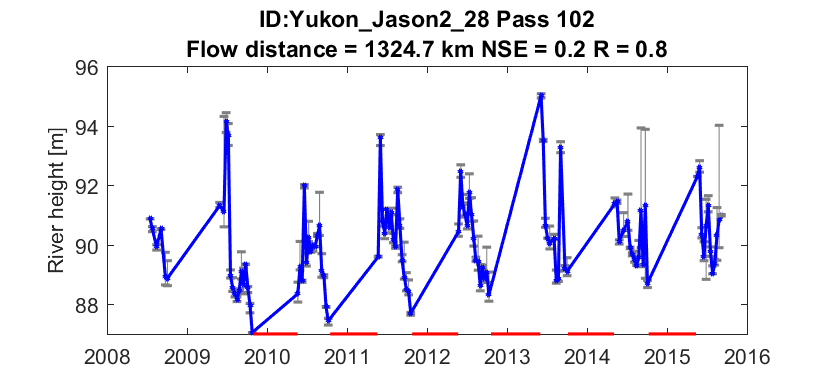 ID:Yukon_Jason2_28 Pass 102
Flow distance = 1324.7 km NSE = 0.2 R = 0.8
River height [m]
96
94
92
90
88
2008 2009 2010 2011 2012 2013 2014 2015 2016